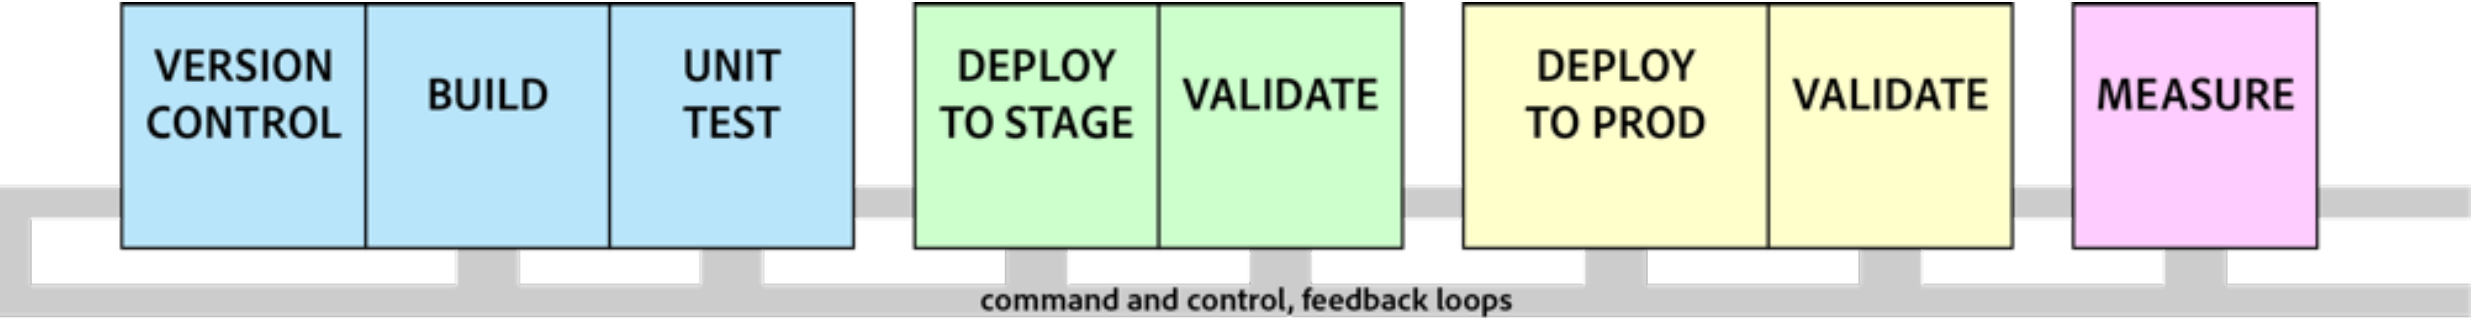 VERSION
CONTROL
BUILD
UNIT
TEST
DEPLOY
TO STAGE
VALIDATE
DEPLOY
TO PROD
VALIDATE
MEASURE
command and control, feedback loops